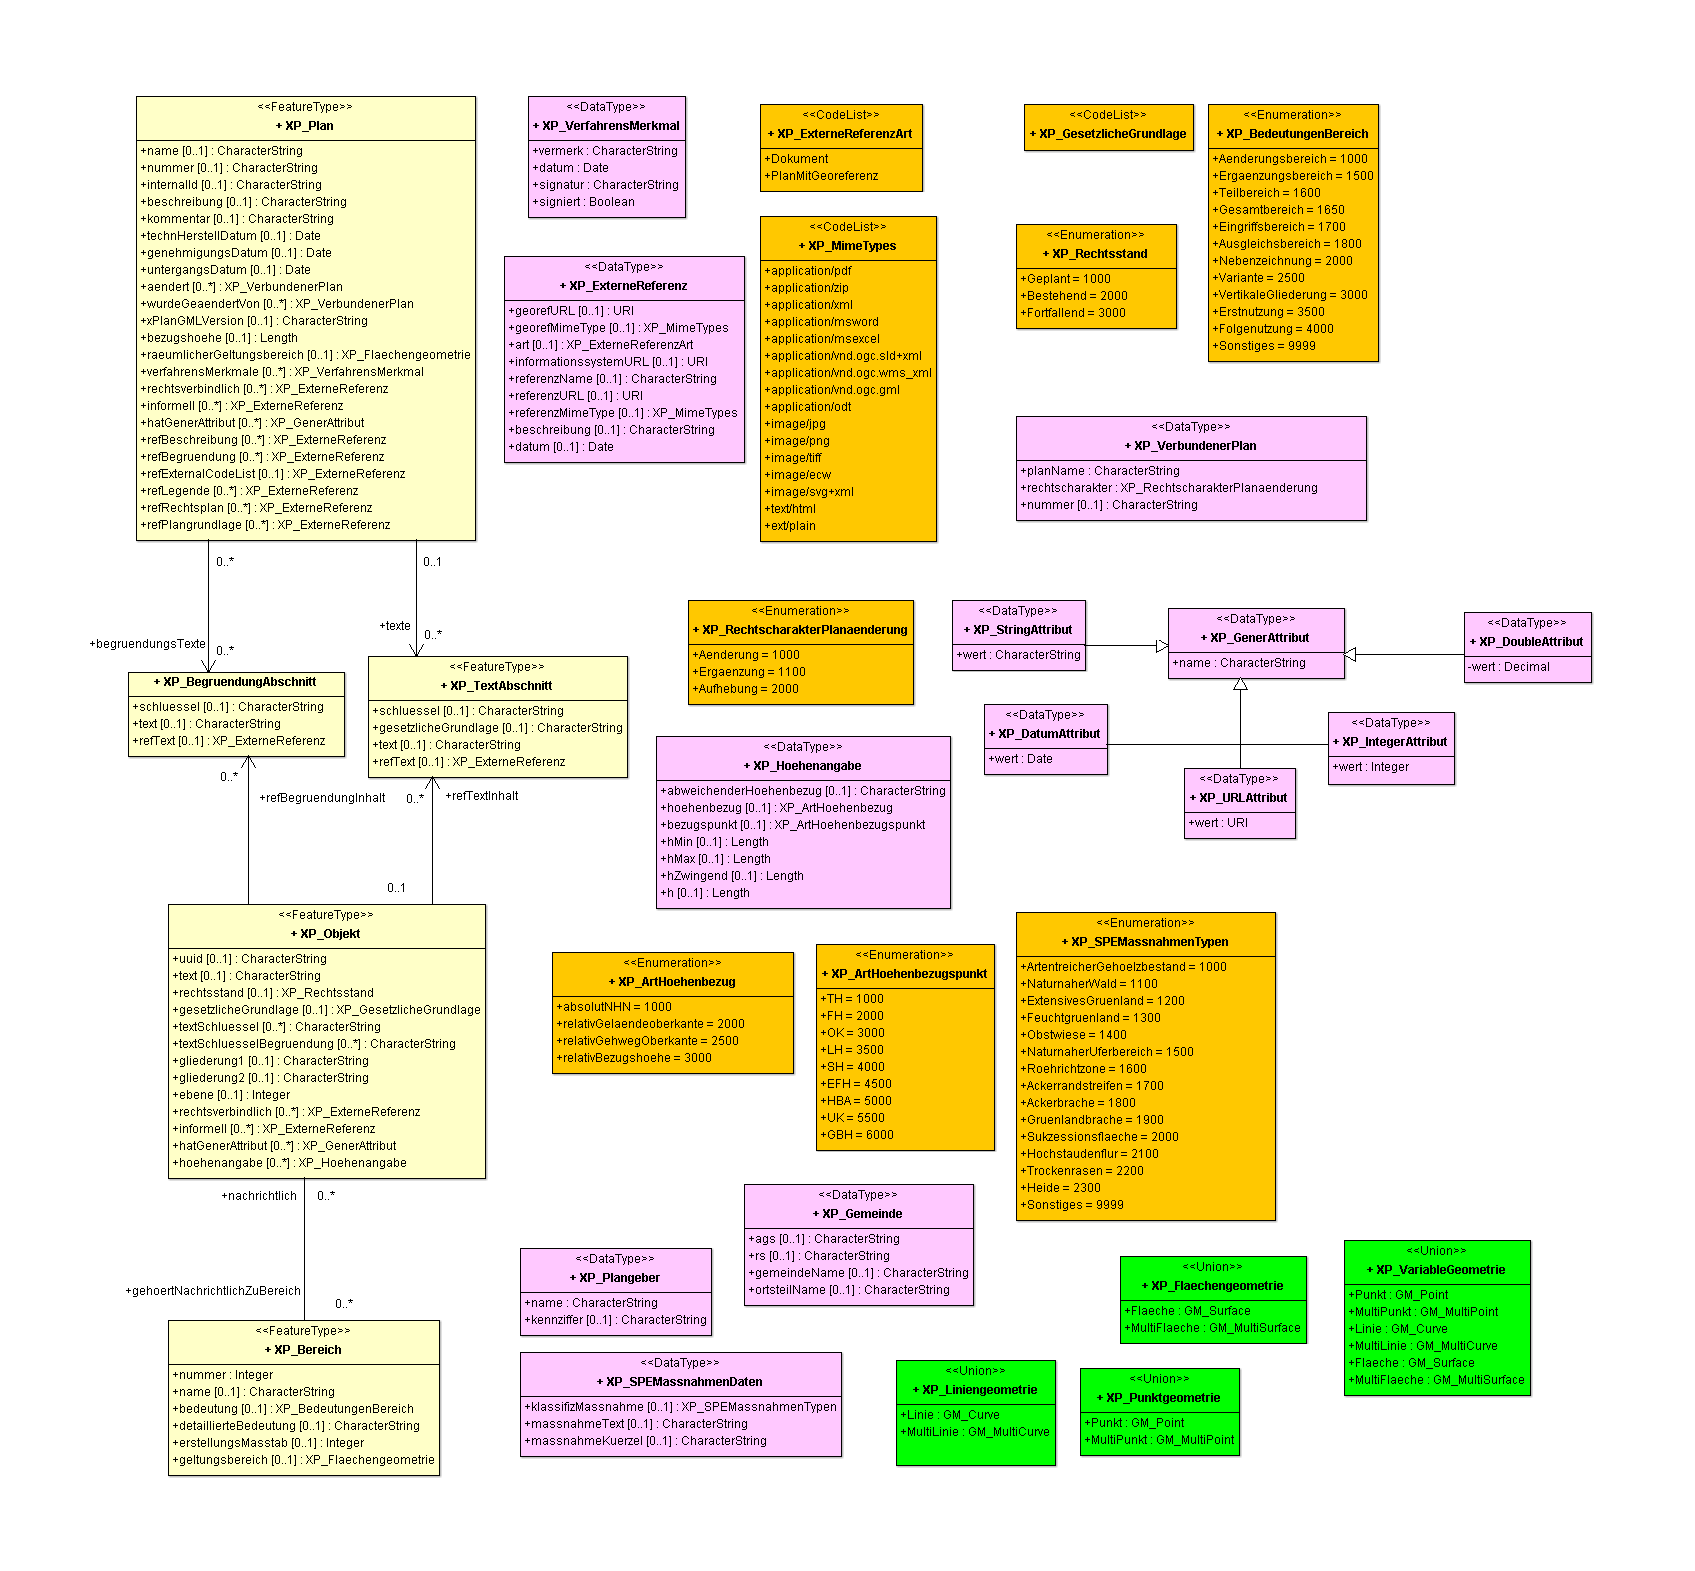 <<FeatureType>>
+ XP_Plan
+name [0..1] : CharacterString
+nummer [0..1] : CharacterString
+internalId [0..1] : CharacterString
+beschreibung [0..1] : CharacterString
+kommentar [0..1] : CharacterString
+technHerstellDatum [0..1] : Date
+genehmigungsDatum [0..1] : Date
+untergangsDatum [0..1] : Date
+aendert [0..*] : XP_VerbundenerPlan
+wurdeGeaendertVon [0..*] : XP_VerbundenerPlan
+xPlanGMLVersion [0..1] : CharacterString
+bezugshoehe [0..1] : Length
+raeumlicherGeltungsbereich [0..1] : XP_Flaechengeometrie
+verfahrensMerkmale [0..*] : XP_VerfahrensMerkmal
+rechtsverbindlich [0..*] : XP_ExterneReferenz
+informell [0..*] : XP_ExterneReferenz
+hatGenerAttribut [0..*] : XP_GenerAttribut
+refBeschreibung [0..*] : XP_ExterneReferenz
+refBegruendung [0..*] : XP_ExterneReferenz
+refExternalCodeList [0..1] : XP_ExterneReferenz
+refLegende [0..*] : XP_ExterneReferenz
+refRechtsplan [0..*] : XP_ExterneReferenz
+refPlangrundlage [0..*] : XP_ExterneReferenz
<<DataType>>
+ XP_VerfahrensMerkmal
+vermerk : CharacterString
+datum : Date
+signatur : CharacterString
+signiert : Boolean
<<DataType>>
+ XP_ExterneReferenz
+georefURL [0..1] : URI
+georefMimeType [0..1] : XP_MimeTypes
+art [0..1] : XP_ExterneReferenzArt
+informationssystemURL [0..1] : URI
+referenzName [0..1] : CharacterString
+referenzURL [0..1] : URI
+referenzMimeType [0..1] : XP_MimeTypes
+beschreibung [0..1] : CharacterString
+datum [0..1] : Date
<<CodeList>>
+ XP_ExterneReferenzArt
+Dokument
+PlanMitGeoreferenz
<<CodeList>>
+ XP_MimeTypes
+application/pdf
+application/zip
+application/xml
+application/msword
+application/msexcel
+application/vnd.ogc.sld+xml
+application/vnd.ogc.wms_xml
+application/vnd.ogc.gml
+application/odt
+image/jpg
+image/png
+image/tiff
+image/ecw
+image/svg+xml
+text/html
+ext/plain
<<CodeList>>
+ XP_GesetzlicheGrundlage
<<Enumeration>>
+ XP_Rechtsstand
+Geplant = 1000
+Bestehend = 2000
+Fortfallend = 3000
<<Enumeration>>
+ XP_BedeutungenBereich
+Aenderungsbereich = 1000
+Ergaenzungsbereich = 1500
+Teilbereich = 1600
+Gesamtbereich = 1650
+Eingriffsbereich = 1700
+Ausgleichsbereich = 1800
+Nebenzeichnung = 2000
+Variante = 2500
+VertikaleGliederung = 3000
+Erstnutzung = 3500
+Folgenutzung = 4000
+Sonstiges = 9999
<<DataType>>
+ XP_VerbundenerPlan
+planName : CharacterString
+rechtscharakter : XP_RechtscharakterPlanaenderung
+nummer [0..1] : CharacterString
0..*
0..1
+begruendungsTexte
0..*
+texte
0..*
+ XP_BegruendungAbschnitt
+schluessel [0..1] : CharacterString
+text [0..1] : CharacterString
+refText [0..1] : XP_ExterneReferenz
<<FeatureType>>
+ XP_TextAbschnitt
+schluessel [0..1] : CharacterString
+gesetzlicheGrundlage [0..1] : CharacterString
+text [0..1] : CharacterString
+refText [0..1] : XP_ExterneReferenz
<<Enumeration>>
+ XP_RechtscharakterPlanaenderung
+Aenderung = 1000
+Ergaenzung = 1100
+Aufhebung = 2000
<<DataType>>
+ XP_StringAttribut
+wert : CharacterString
<<DataType>>
+ XP_GenerAttribut
+name : CharacterString
<<DataType>>
+ XP_DoubleAttribut
-wert : Decimal
<<DataType>>
+ XP_DatumAttribut
+wert : Date
<<DataType>>
+ XP_IntegerAttribut
+wert : Integer
<<DataType>>
+ XP_URLAttribut
+wert : URI
<<DataType>>
+ XP_Hoehenangabe
+abweichenderHoehenbezug [0..1] : CharacterString
+hoehenbezug [0..1] : XP_ArtHoehenbezug
+bezugspunkt [0..1] : XP_ArtHoehenbezugspunkt
+hMin [0..1] : Length
+hMax [0..1] : Length
+hZwingend [0..1] : Length
+h [0..1] : Length
0..*
+refBegruendungInhalt
0..*
+refTextInhalt
0..1
<<FeatureType>>
+ XP_Objekt
+uuid [0..1] : CharacterString
+text [0..1] : CharacterString
+rechtsstand [0..1] : XP_Rechtsstand
+gesetzlicheGrundlage [0..1] : XP_GesetzlicheGrundlage
+textSchluessel [0..*] : CharacterString
+textSchluesselBegruendung [0..*] : CharacterString
+gliederung1 [0..1] : CharacterString
+gliederung2 [0..1] : CharacterString
+ebene [0..1] : Integer
+rechtsverbindlich [0..*] : XP_ExterneReferenz
+informell [0..*] : XP_ExterneReferenz
+hatGenerAttribut [0..*] : XP_GenerAttribut
+hoehenangabe [0..*] : XP_Hoehenangabe
<<Enumeration>>
+ XP_ArtHoehenbezug
+absolutNHN = 1000
+relativGelaendeoberkante = 2000
+relativGehwegOberkante = 2500
+relativBezugshoehe = 3000
<<Enumeration>>
+ XP_ArtHoehenbezugspunkt
+TH = 1000
+FH = 2000
+OK = 3000
+LH = 3500
+SH = 4000
+EFH = 4500
+HBA = 5000
+UK = 5500
+GBH = 6000
<<Enumeration>>
+ XP_SPEMassnahmenTypen
+ArtentreicherGehoelzbestand = 1000
+NaturnaherWald = 1100
+ExtensivesGruenland = 1200
+Feuchtgruenland = 1300
+Obstwiese = 1400
+NaturnaherUferbereich = 1500
+Roehrichtzone = 1600
+Ackerrandstreifen = 1700
+Ackerbrache = 1800
+Gruenlandbrache = 1900
+Sukzessionsflaeche = 2000
+Hochstaudenflur = 2100
+Trockenrasen = 2200
+Heide = 2300
+Sonstiges = 9999
+nachrichtlich
0..*
+gehoertNachrichtlichZuBereich
0..*
<<FeatureType>>
+ XP_Bereich
+nummer : Integer
+name [0..1] : CharacterString
+bedeutung [0..1] : XP_BedeutungenBereich
+detaillierteBedeutung [0..1] : CharacterString
+erstellungsMasstab [0..1] : Integer
+geltungsbereich [0..1] : XP_Flaechengeometrie
<<DataType>>
+ XP_Plangeber
+name : CharacterString
+kennziffer [0..1] : CharacterString
<<DataType>>
+ XP_Gemeinde
+ags [0..1] : CharacterString
+rs [0..1] : CharacterString
+gemeindeName [0..1] : CharacterString
+ortsteilName [0..1] : CharacterString
<<DataType>>
+ XP_SPEMassnahmenDaten
+klassifizMassnahme [0..1] : XP_SPEMassnahmenTypen
+massnahmeText [0..1] : CharacterString
+massnahmeKuerzel [0..1] : CharacterString
<<Union>>
+ XP_Flaechengeometrie
+Flaeche : GM_Surface
+MultiFlaeche : GM_MultiSurface
<<Union>>
+ XP_VariableGeometrie
+Punkt : GM_Point
+MultiPunkt : GM_MultiPoint
+Linie : GM_Curve
+MultiLinie : GM_MultiCurve
+Flaeche : GM_Surface
+MultiFlaeche : GM_MultiSurface
<<Union>>
+ XP_Liniengeometrie
+Linie : GM_Curve
+MultiLinie : GM_MultiCurve
<<Union>>
+ XP_Punktgeometrie
+Punkt : GM_Point
+MultiPunkt : GM_MultiPoint